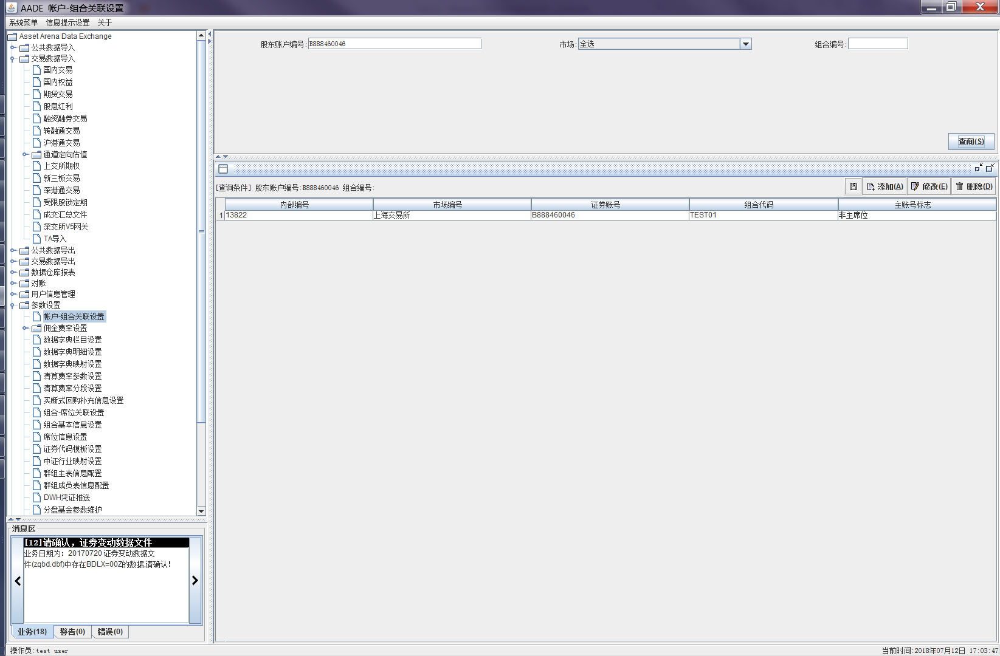 AADE 帐户-组合关联设置
系统菜单 信息提示设置 关于
Asset Arena Data Exchange
公共数据导入
交易数据导入
国内交易
国内权益
期货交易
股息红利
融资融券交易
转融通交易
沪港通交易
通道定向估值
上交所期权
新三板交易
深港通交易
受限股锁定期
成交汇总文件
深交所V5网关
TA导入
公共数据导出
交易数据导出
数据仓库报表
对账
用户信息管理
参数设置
帐户-组合关联设置
佣金费率设置
数据字典栏目设置
数据字典明细设置
数据字典映射设置
清算费率参数设置
清算费率分段设置
买断式回购补充信息设置
组合-席位关联设置
组合基本信息设置
席位信息设置
证券代码模板设置
中证行业映射设置
群组主表信息配置
群组成员表信息配置
DWH凭证推送
分盘基金参数维护
消息区
[12]请确认，证券变动数据文件
业务日期为：20170720 证券变动数据文
件(zqbd.dbf)中存在BDLX=00Z的数据,请确认!
业务(18) 警告(0) 错误(0)
股东账户编号: B888460046 市场: 全选 组合编号:
查询(S)
[查询条件] 股东账户编号:B888460046 组合编号:
添加(A) 修改(E) 删除(D)
内部编号 市场编号 证券账号 组合代码 主账号标志
1 13822 上海交易所 B888460046 TEST01 非主席位
操作员:test user 当前时间:2018年07月12日 17:03:47